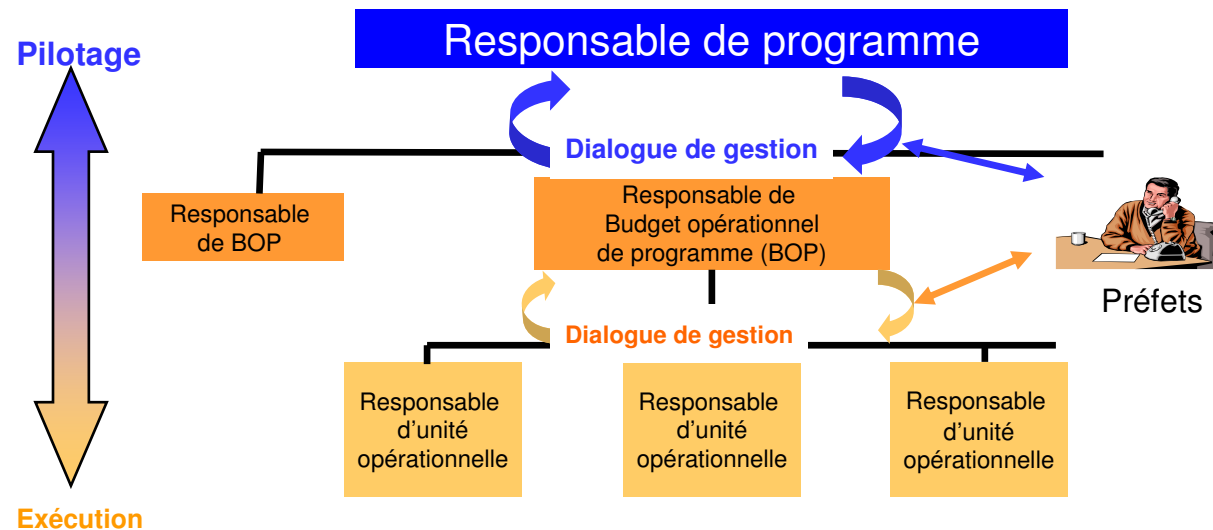 Responsable de programme
Pilotage
Dialogue de gestion
Responsable
de BOP
Responsable de
Budget opérationnel
de programme (BOP)
Préfets
Dialogue de gestion
Responsable
d’unité
opérationnelle
Responsable
d’unité
opérationnelle
Responsable
d’unité
opérationnelle
Exécution